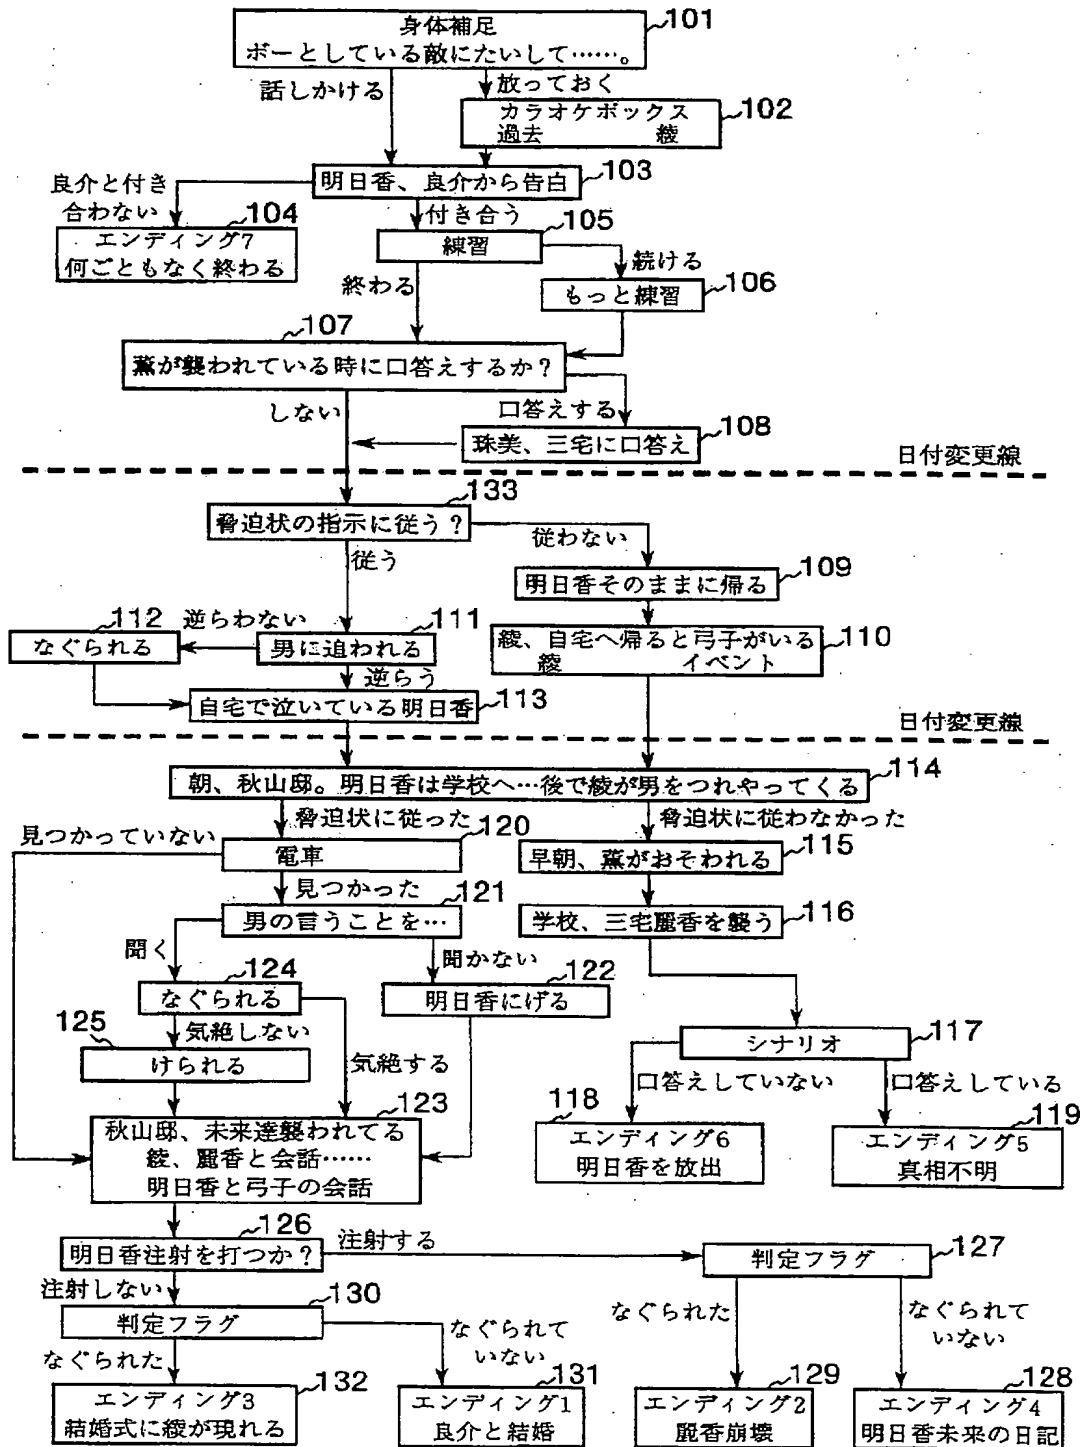 身体補足
ボーとしている敵にたいして……。
101
話しかける
放っておく
カラオケボックス
過去 綾
102
明日香、良介から告白
103
良介と付き
合わない
104
エンディング7
何ごともなく終わる
付き合う
105
練習
終わる
続ける
106
もっと練習
107
薫が襲われている時に口答えするか？
しない
口答えする
108
珠美、三宅に口答え
日付変更線
133
脅迫状の指示に従う？
従わない
従う
109
明日香そのままに帰る
112
逆らわない
111
なぐられる
男に追われる
綾、自宅へ帰ると弓子がいる
綾 イベント
110
逆らう
自宅で泣いている明日香
113
日付変更線
朝、秋山邸。明日香は学校へ…後で綾が男をつれやってくる
114
見つかっていない
脅迫状に従った
120
脅迫状に従わなかった
電車
早朝、薫がおそわれる
115
見つかった
121
男の言うことを…
学校、三宅麗香を襲う
116
聞く
聞かない
122
124
なぐられる
明日香にげる
125
気絶しない
けられる
気絶する
シナリオ
117
口答えしていない
口答えしている
123
秋山邸、未来達襲われてる
綾、麗香と会話……
明日香と弓子の会話
118
エンディング6
明日香を放出
119
エンディング5
真相不明
126
明日香注射を打つか？
注射する
判定フラグ
127
注射しない
130
判定フラグ
なぐられた
なぐられて
いない
なぐられた
なぐられて
いない
132
エンディング3
結婚式に綾が現れる
131
エンディング1
良介と結婚
129
エンディング2
麗香崩壊
128
エンディング4
明日香未来の日記